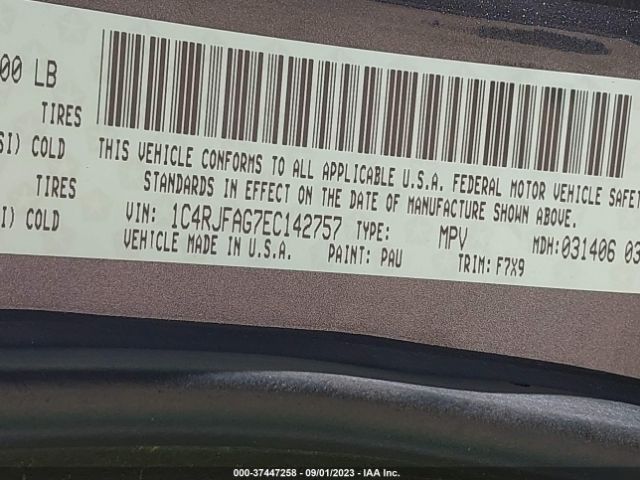 00 LB
TIRES
SI) COLD
TIRES
I) COLD
THIS VEHICLE CONFORMS TO ALL APPLICABLE U.S.A. FEDERAL MOTOR VEHICLE SAFET
STANDARDS IN EFFECT ON THE DATE OF MANUFACTURE SHOWN ABOVE.
VIN: 1C4RJFAG7EC142757 TYPE: MPV MDH:031406 03
VEHICLE MADE IN U.S.A. PAINT: PAU TRIM: F7X9
000-37447258 - 09/01/2023 - IAA Inc.